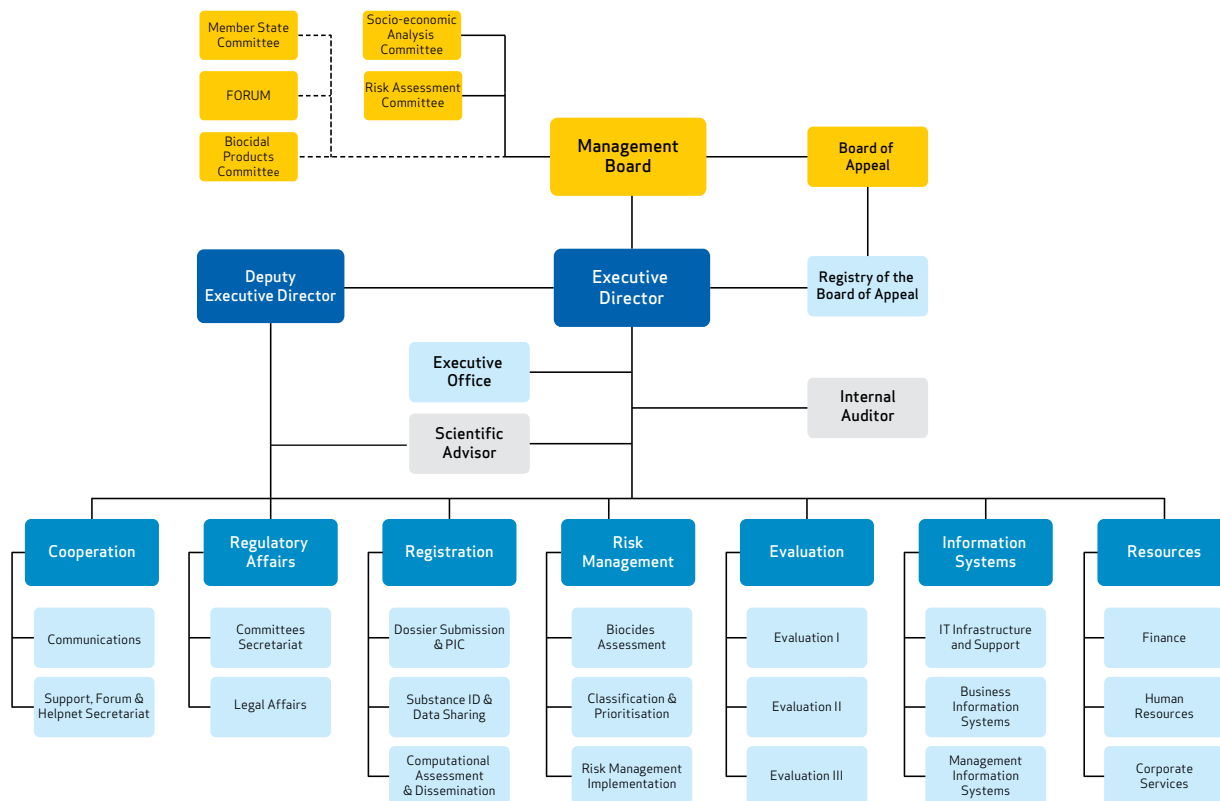 Member State
Committee
Socio-economic
Analysis
Committee
FORUM
Risk Assessment
Committee
Biocidal
Products
Committee
Management
Board
Board of
Appeal
Deputy
Executive Director
Executive
Director
Registry of the
Board of Appeal
Executive
Office
Internal
Auditor
Scientific
Advisor
Cooperation
Regulatory
Affairs
Registration
Risk
Management
Evaluation
Information
Systems
Resources
Communications
Committees
Secretariat
Dossier Submission
& PIC
Biocides
Assessment
Evaluation I
IT Infrastructure
and Support
Finance
Support, Forum &
Helpnet Secretariat
Legal Affairs
Substance ID &
Data Sharing
Classification &
Prioritisation
Evaluation II
Business
Information
Systems
Human
Resources
Computational
Assessment
& Dissemination
Risk Management
Implementation
Evaluation III
Management
Information
Systems
Corporate
Services